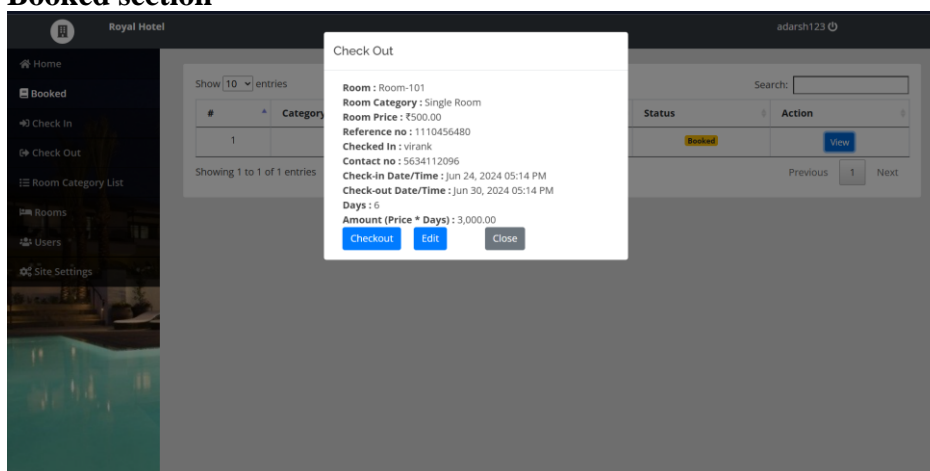 Booked section
Royal Hotel
adarsh123
Home
Booked
Check In
Check Out
Room Category List
Rooms
Users
Site Settings
Show 10 entries
Search:
# Category Status Action
1 Booked View
Showing 1 to 1 of 1 entries
Previous 1 Next
Check Out
Room : Room-101
Room Category : Single Room
Room Price : ₹500.00
Reference no : 1110456480
Checked In : virank
Contact no : 5634112096
Check-in Date/Time : Jun 24, 2024 05:14 PM
Check-out Date/Time : Jun 30, 2024 05:14 PM
Days : 6
Amount (Price * Days) : 3,000.00
Checkout Edit Close